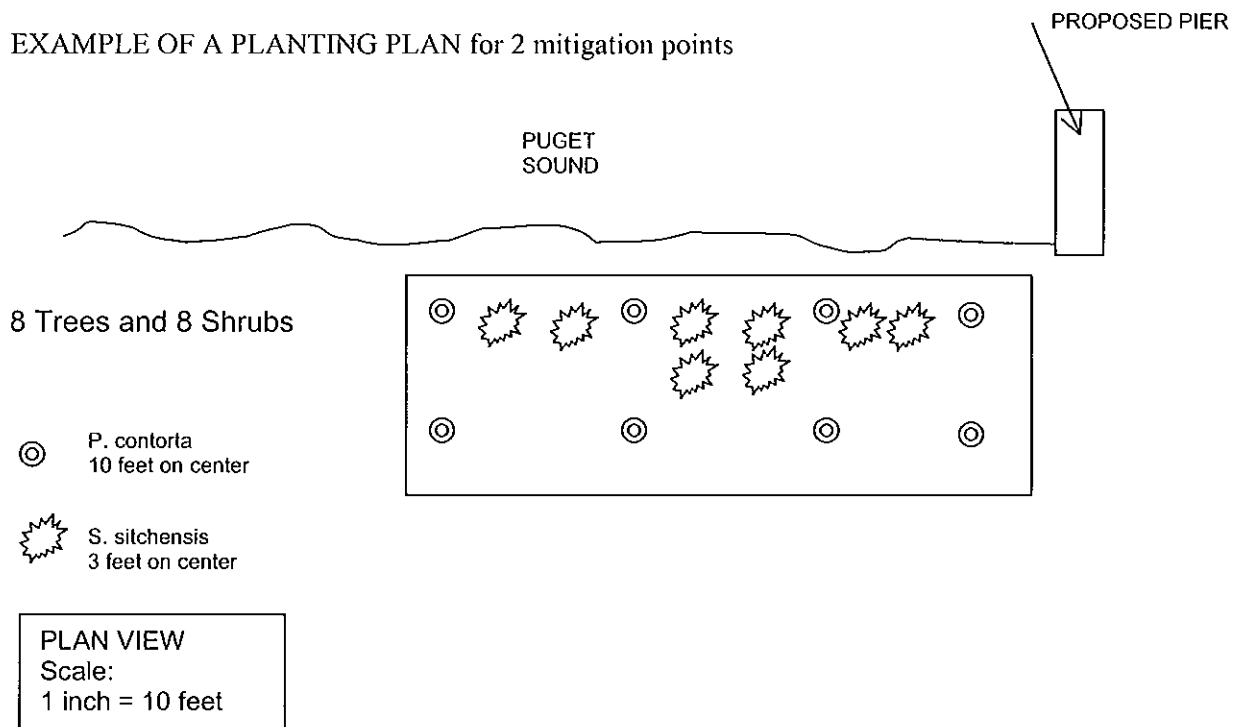 PROPOSED PIER
EXAMPLE OF A PLANTING PLAN for 2 mitigation points
PUGET
SOUND
8 Trees and 8 Shrubs
P. contorta
10 feet on center
S. sitchensis
3 feet on center
PLAN VIEW
Scale:
1 inch = 10 feet